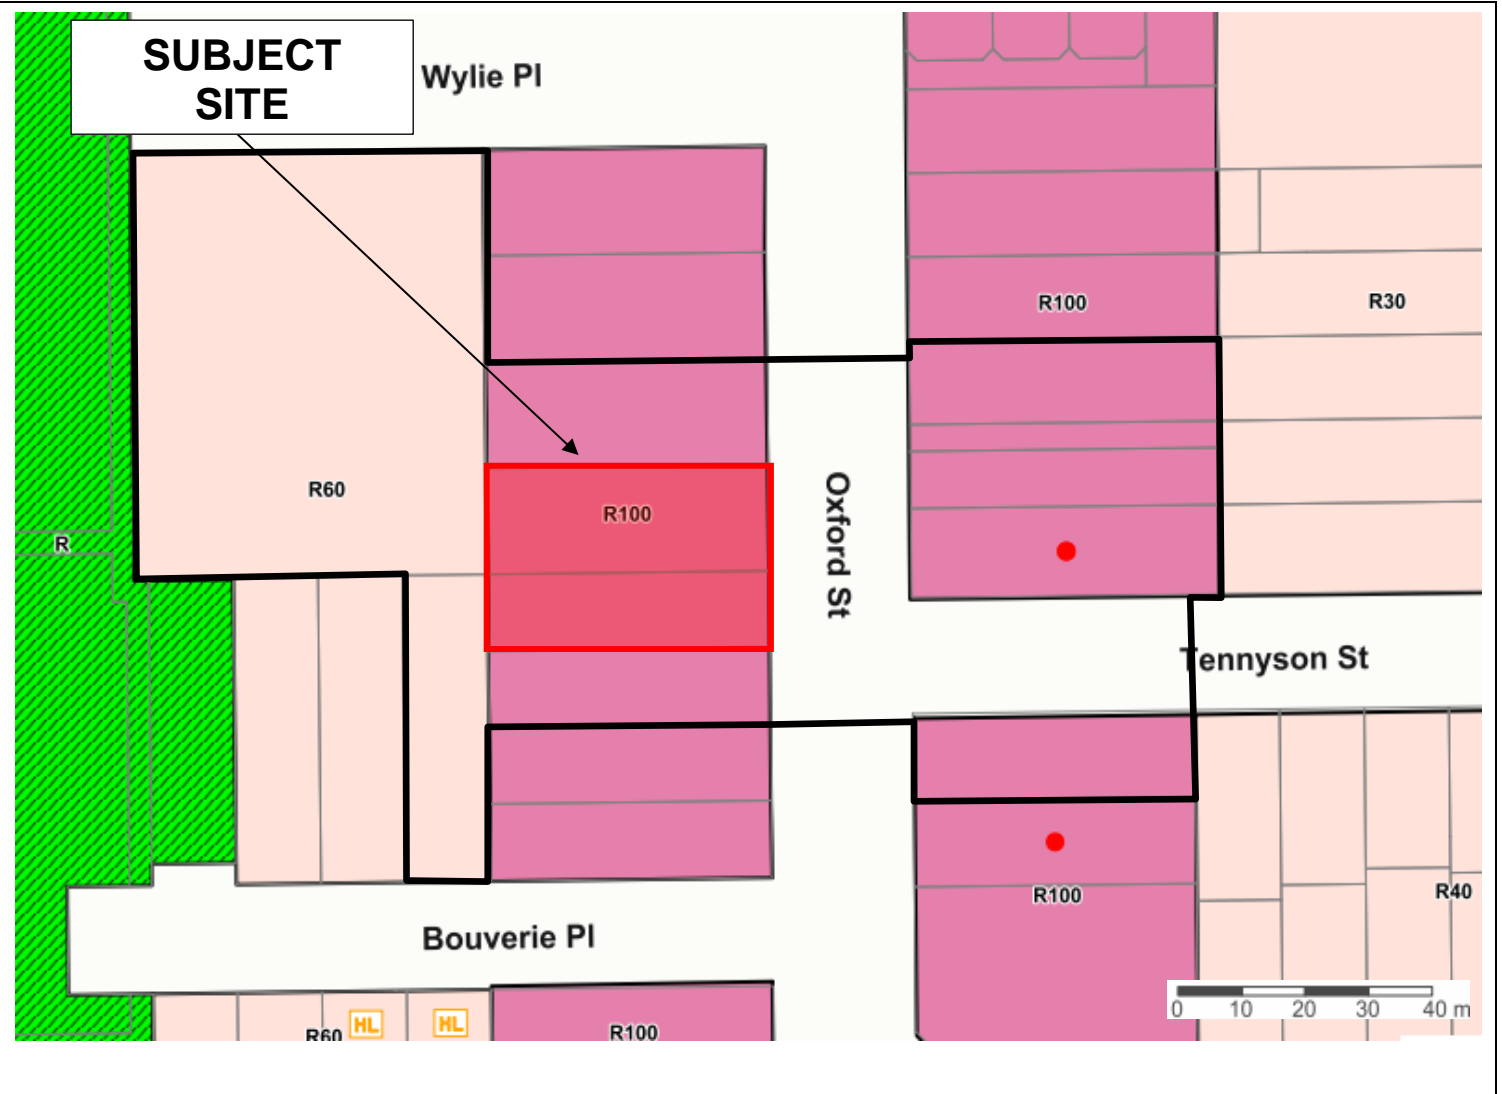 SUBJECT
SITE
Wylie Pl
R100
R30
R60
R100
R
Oxford St
Tennyson St
R100
R40
Bouverie Pl
R60
HL
HL
R100
0 10 20 30 40 m